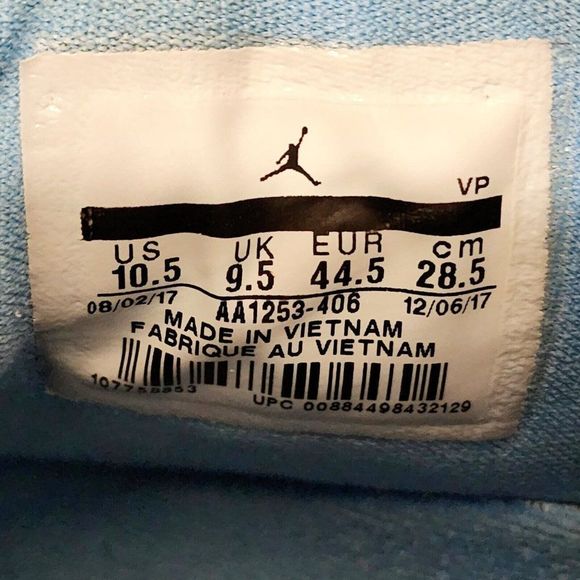 VP
US UK EUR cm
10.5 9.5 44.5 28.5
08/02/17 AA1253-406 12/06/17
MADE IN VIETNAM
FABRIQUE AU VIETNAM
107758853
UPC 00884498432129